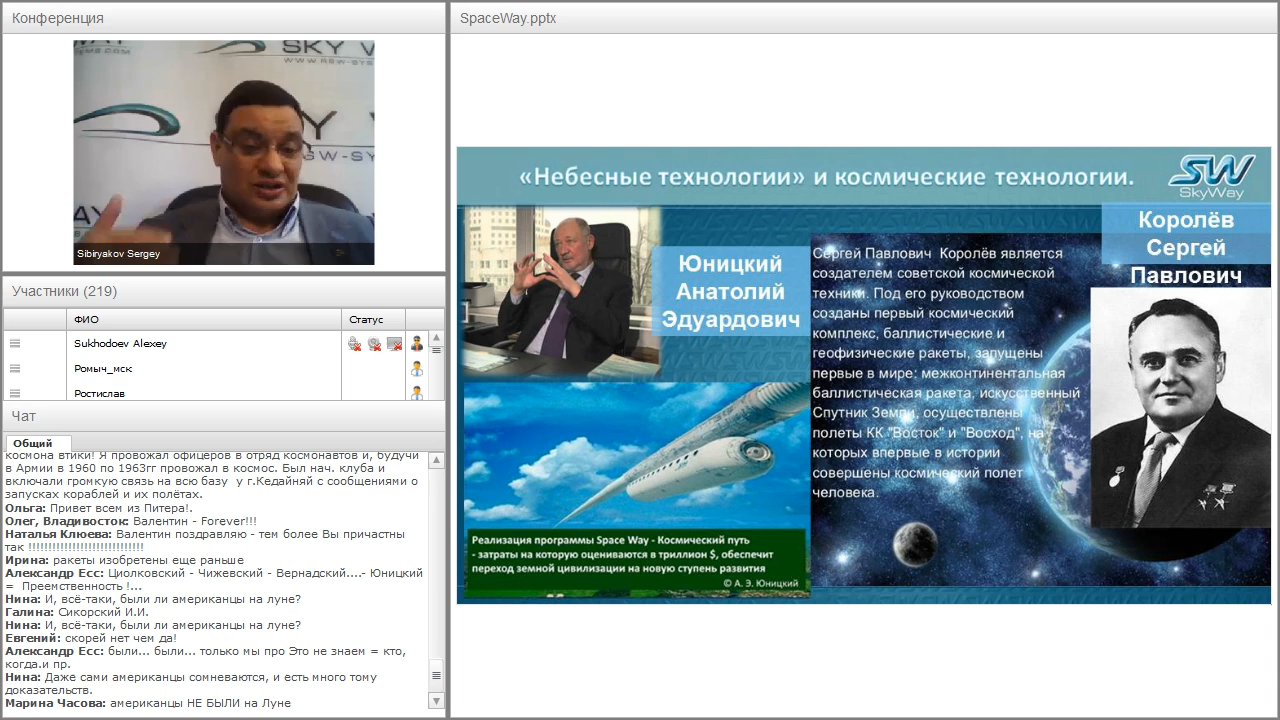 Конференция
SKY W
WWW.RSW-SYS
EMS.COM
Y
RSW-SY
WAY
Sibiryakov Sergey
Участники (219)
ФИО
Статус
Sukhodoev Alexey
Ромыч_мск
Ростислав
Чат
Общий
космонавтики! Я провожал офицеров в отряд космонавтов и, будучи
в Армии в 1960 по 1963гг провожал в космос. Был нач. клуба и
включали громкую связь на всю в/у у г.Кедайняй с сообщениями о
запусках кораблей и их полётах.
Ольга: Привет всем из Питера!.
Олег, Владивосток: Валентин - Forever!!!
Наталья Клюева: Валентин поздравляю - тем более Вы причастны
так !!!!!!!!!!!!!!!!!!!!!!!!!!!!!
Ирина: ракеты изобретены еще раньше
Александр Есс: Циолковский - Чижевский - Вернадский....- Юницкий
= Преемственность !...
Нина: И, всё-таки, были ли американцы на луне?
Галина: Сикорский И.И.
Нина: И, всё-таки, были ли американцы на луне?
Евгений: скорей нет чем да!
Александр Есс: были... были... только мы про Это не знаем = кто,
когда.и пр.
Нина: Даже сами американцы сомневаются, и есть много тому
доказательств.
Марина Часова: американцы НЕ БЫЛИ на Луне
SpaceWay.pptx
«Небесные технологии» и космические технологии.
SW
SkyWay
Юницкий
Анатолий
Эдуардович
Реализация программы Space Way - Космический путь
- затраты на которую оцениваются в триллион $, обеспечит
переход земной цивилизации на новую ступень развития
© А. Э. Юницкий
Сергей Павлович Королёв является
создателем советской космической
техники. Под его руководством
созданы первый космический
комплекс, баллистические и
геофизические ракеты, запущены
первые в мире: межконтинентальная
баллистическая ракета, искусственный
Спутник Земли, осуществлены
полеты КК "Восток" и "Восход", на
которых впервые в истории
совершены космический полет
человека.
Королёв
Сергей
Павлович